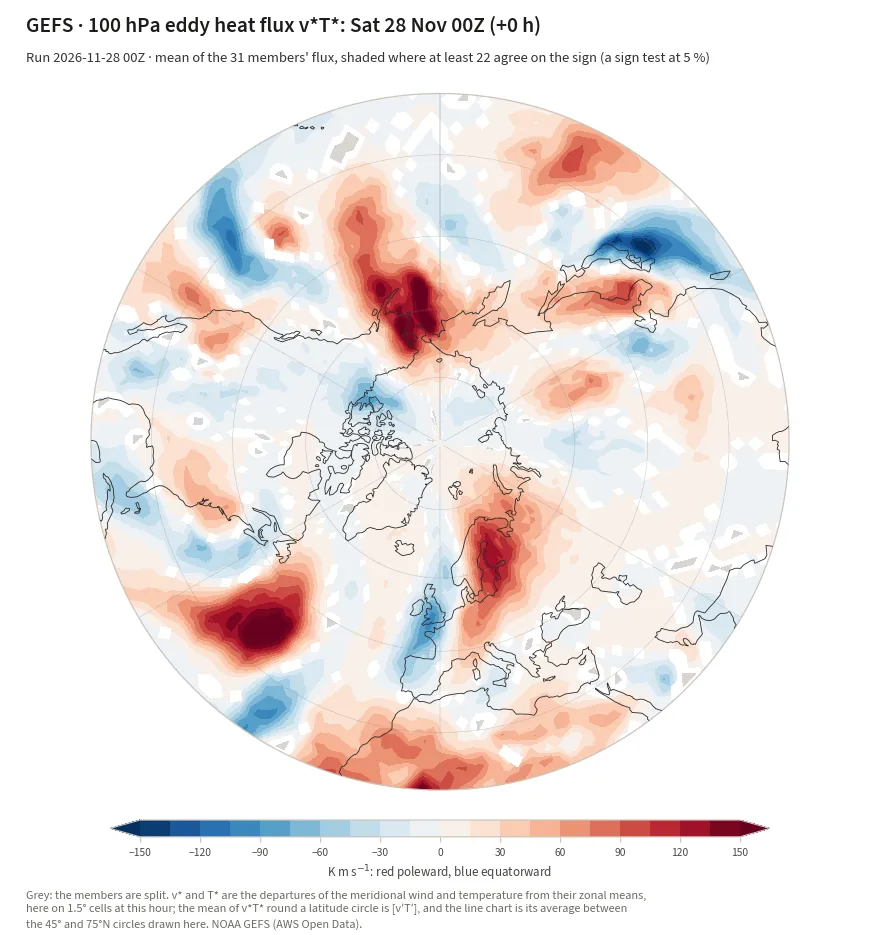 GEFS · 100 hPa eddy heat flux v*T*: Sat 28 Nov 00Z (+0 h)
Run 2026-11-28 00Z · mean of the 31 members' flux, shaded where at least 22 agree on the sign (a sign test at 5 %)
−150 −120 −90 −60 −30 0 30 60 90 120 150
K m s⁻¹: red poleward, blue equatorward
Grey: the members are split. v* and T* are the departures of the meridional wind and temperature from their zonal means,
here on 1.5° cells at this hour; the mean of v*T* round a latitude circle is [v'T'], and the line chart is its average between
the 45° and 75°N circles drawn here. NOAA GEFS (AWS Open Data).